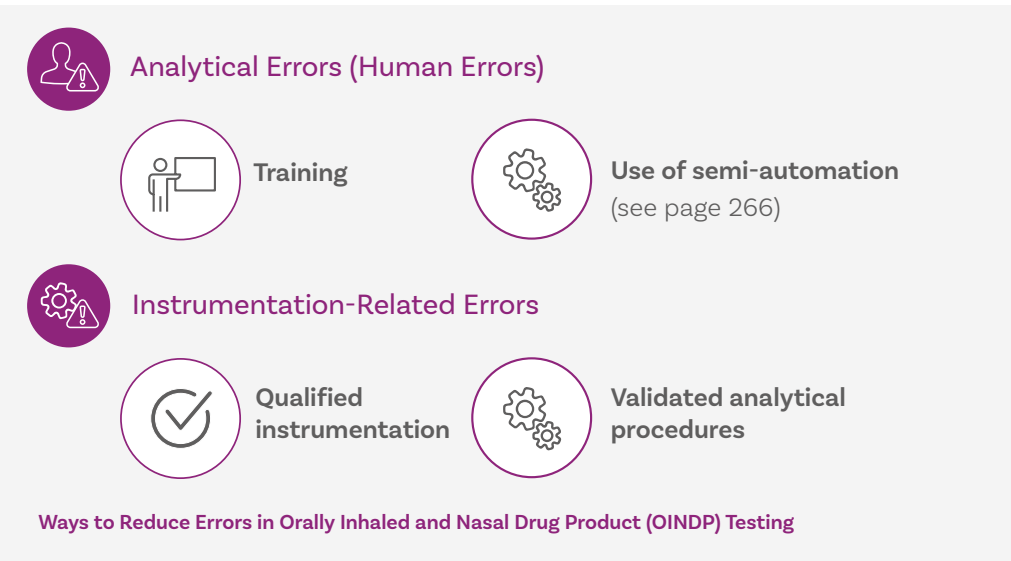 Analytical Errors (Human Errors)
Training
Use of semi-automation
(see page 266)
Instrumentation-Related Errors
Qualified
instrumentation
Validated analytical
procedures
Ways to Reduce Errors in Orally Inhaled and Nasal Drug Product (OINDP) Testing